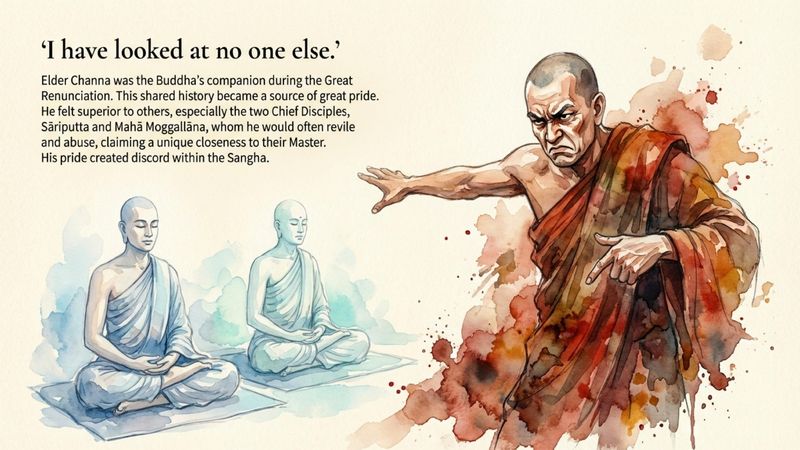 ‘I have looked at no one else.’
Elder Channa was the Buddha’s companion during the Great
Renunciation. This shared history became a source of great pride.
He felt superior to others, especially the two Chief Disciples,
Sāriputta and Mahā Moggallāna, whom he would often revile
and abuse, claiming a unique closeness to their Master.
His pride created discord within the Sangha.